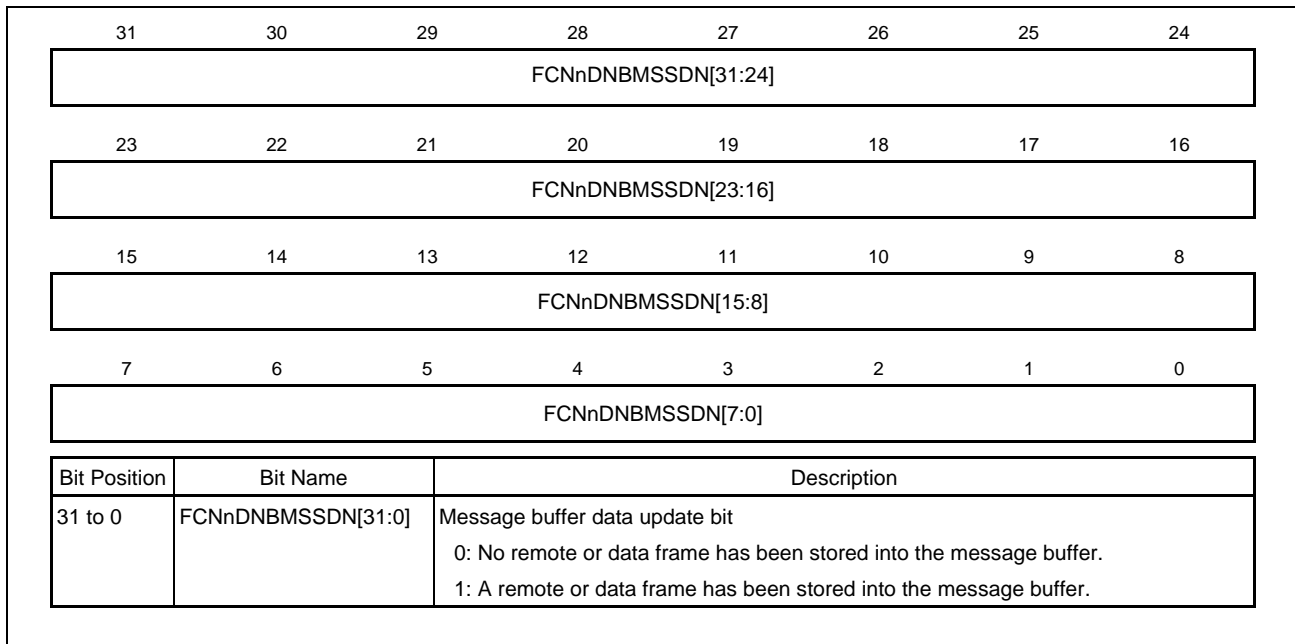 31 30 29 28 27 26 25 24
FCNnDNBMSSDN[31:24]
23 22 21 20 19 18 17 16
FCNnDNBMSSDN[23:16]
15 14 13 12 11 10 9 8
FCNnDNBMSSDN[15:8]
7 6 5 4 3 2 1 0
FCNnDNBMSSDN[7:0]
Bit Position Bit Name Description
31 to 0 FCNnDNBMSSDN[31:0] Message buffer data update bit
0: No remote or data frame has been stored into the message buffer.
1: A remote or data frame has been stored into the message buffer.